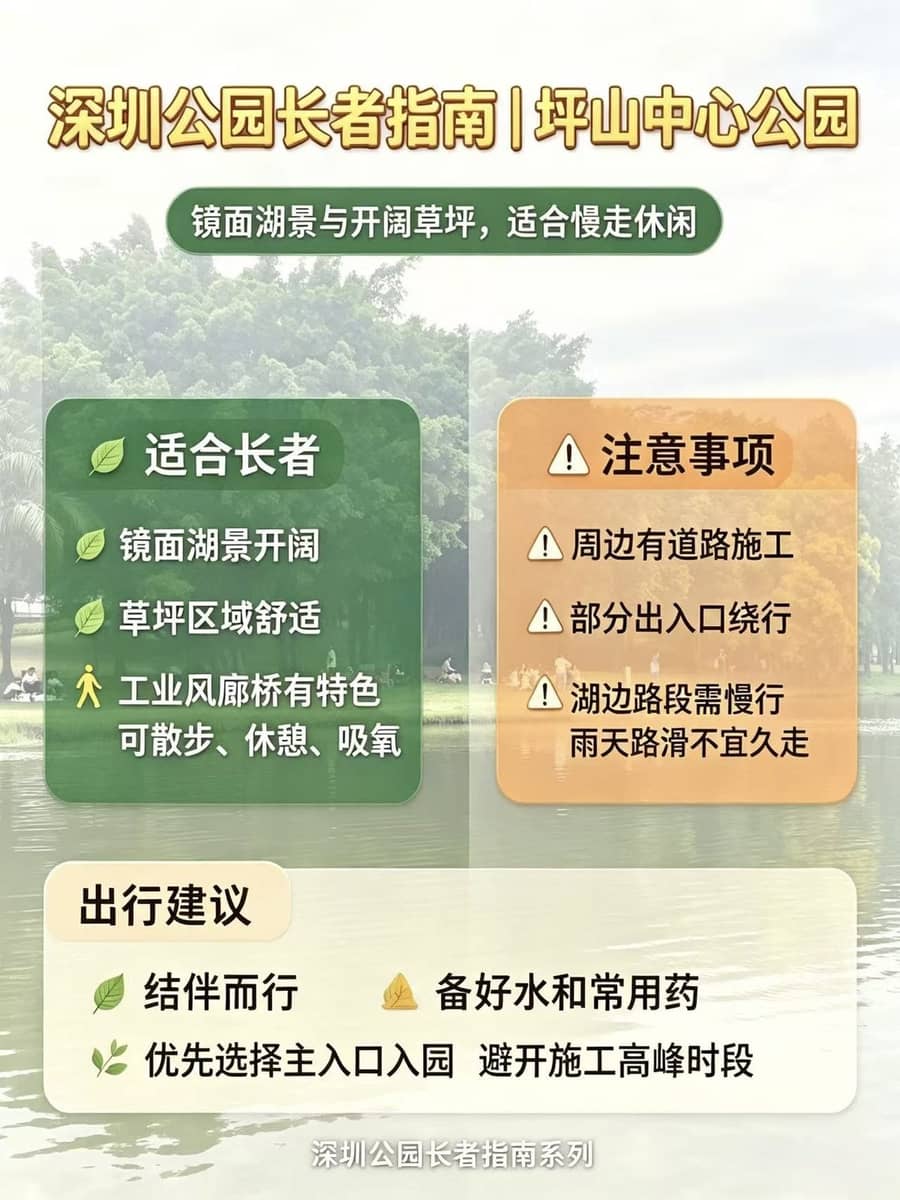 深圳公园长者指南|坪山中心公园
镜面湖景与开阔草坪，适合慢走休闲
适合长者
镜面湖景开阔
草坪区域舒适
工业风廊桥有特色
可散步、休憩、吸氧
注意事项
周边有道路施工
部分出入口绕行
湖边路段需慢行
雨天路滑不宜久走
出行建议
结伴而行 备好水和常用药
优先选择主入口入园 避开施工高峰时段
深圳公园长者指南系列